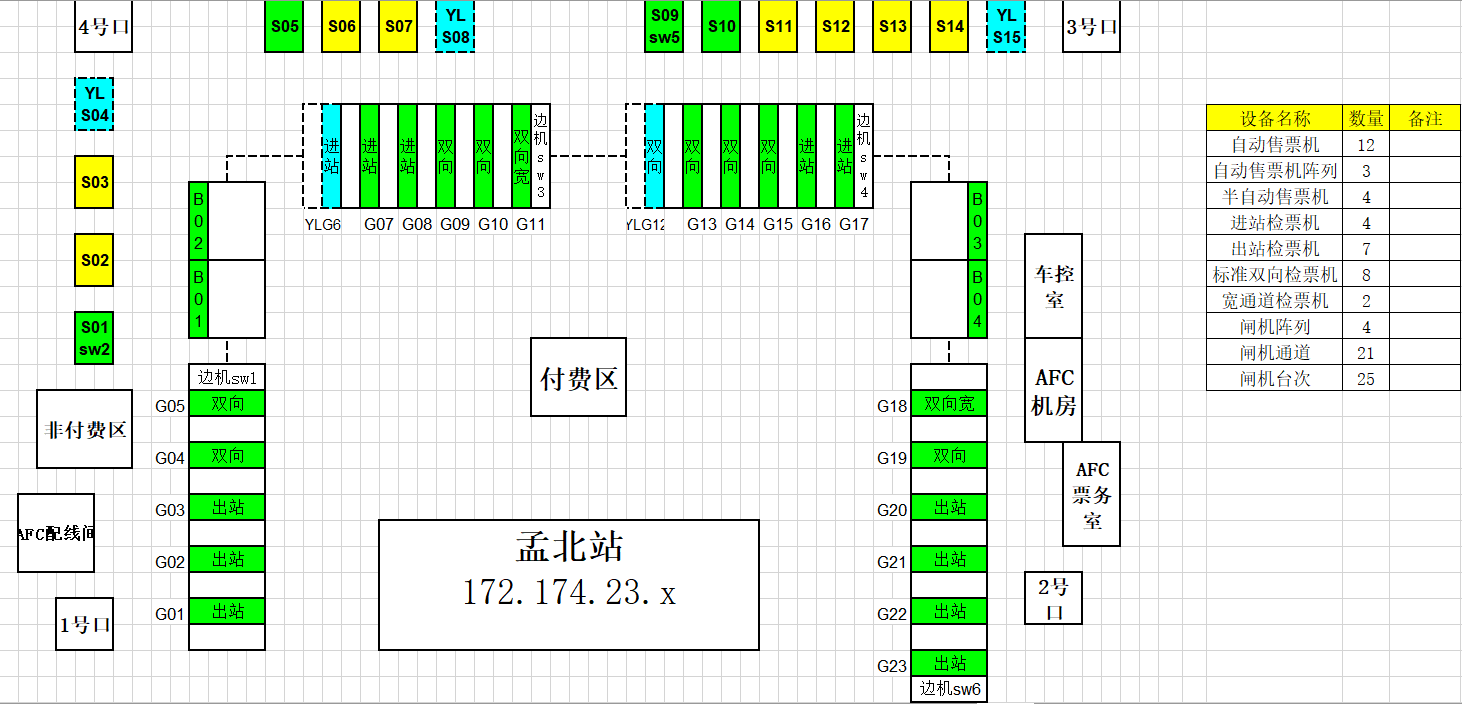 4号口
S05
S06
S07
YL
S08
S09
sw5
S10
S11
S12
S13
S14
YL
S15
3号口
YL
S04
S03
S02
S01
sw2
进站
进站
进站
双向
双向
双向宽
边机sw3
双向
双向
双向
双向
进站
进站
边机sw4
YLG6
G07
G08
G09
G10
G11
YLG12
G13
G14
G15
G16
G17
B02
B01
B03
B04
车控
室
AFC
机房
AFC
票务
室
2号
口
付费区
非付费区
AFC配线间
1号口
边机sw1
G05
双向
G04
双向
G03
出站
G02
出站
G01
出站
G18
双向宽
G19
双向
G20
出站
G21
出站
G22
出站
G23
出站
边机sw6
孟北站
172.174.23.x
设备名称 数量 备注
自动售票机 12
自动售票机阵列 3
半自动售票机 4
进站检票机 4
出站检票机 7
标准双向检票机 8
宽通道检票机 2
闸机阵列 4
闸机通道 21
闸机台次 25